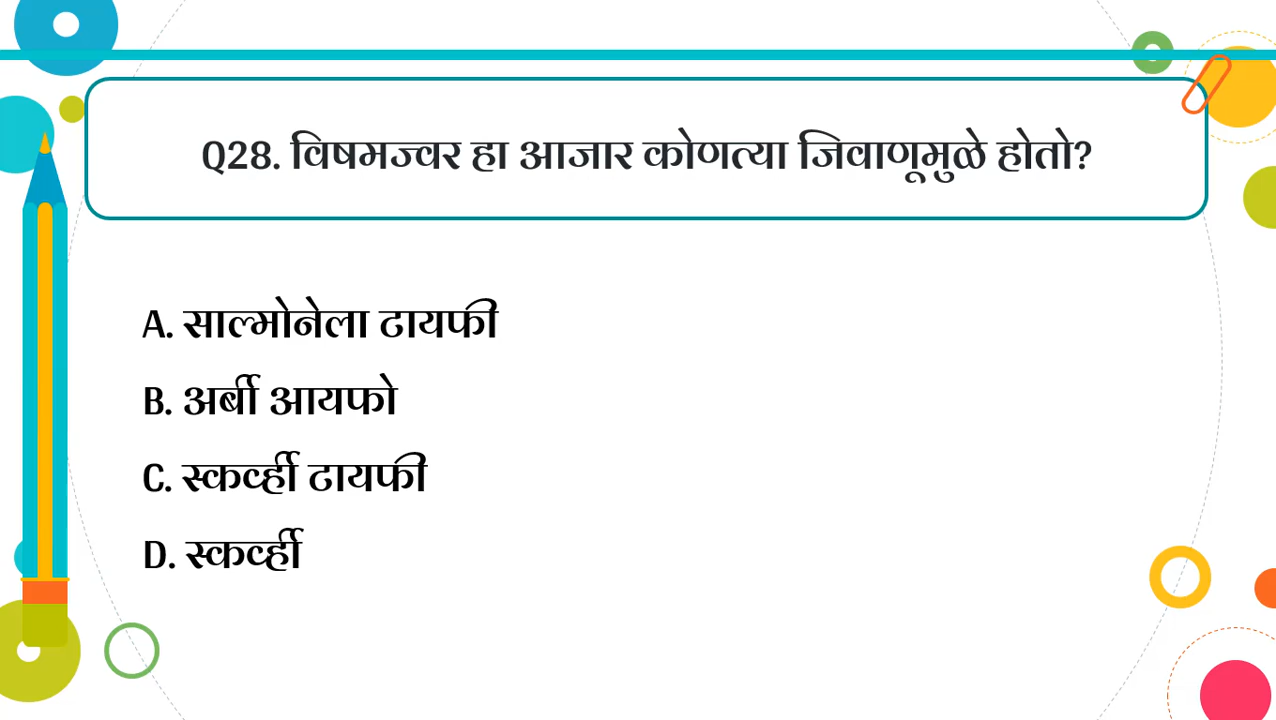 Q28. विषमज्वर हा आजार कोणत्या जिवाणूमुळे होतो?
A. साल्मोनेला टायफी
B. अर्बी आयफो
C. स्कर्व्ही टायफी
D. स्कर्व्ही